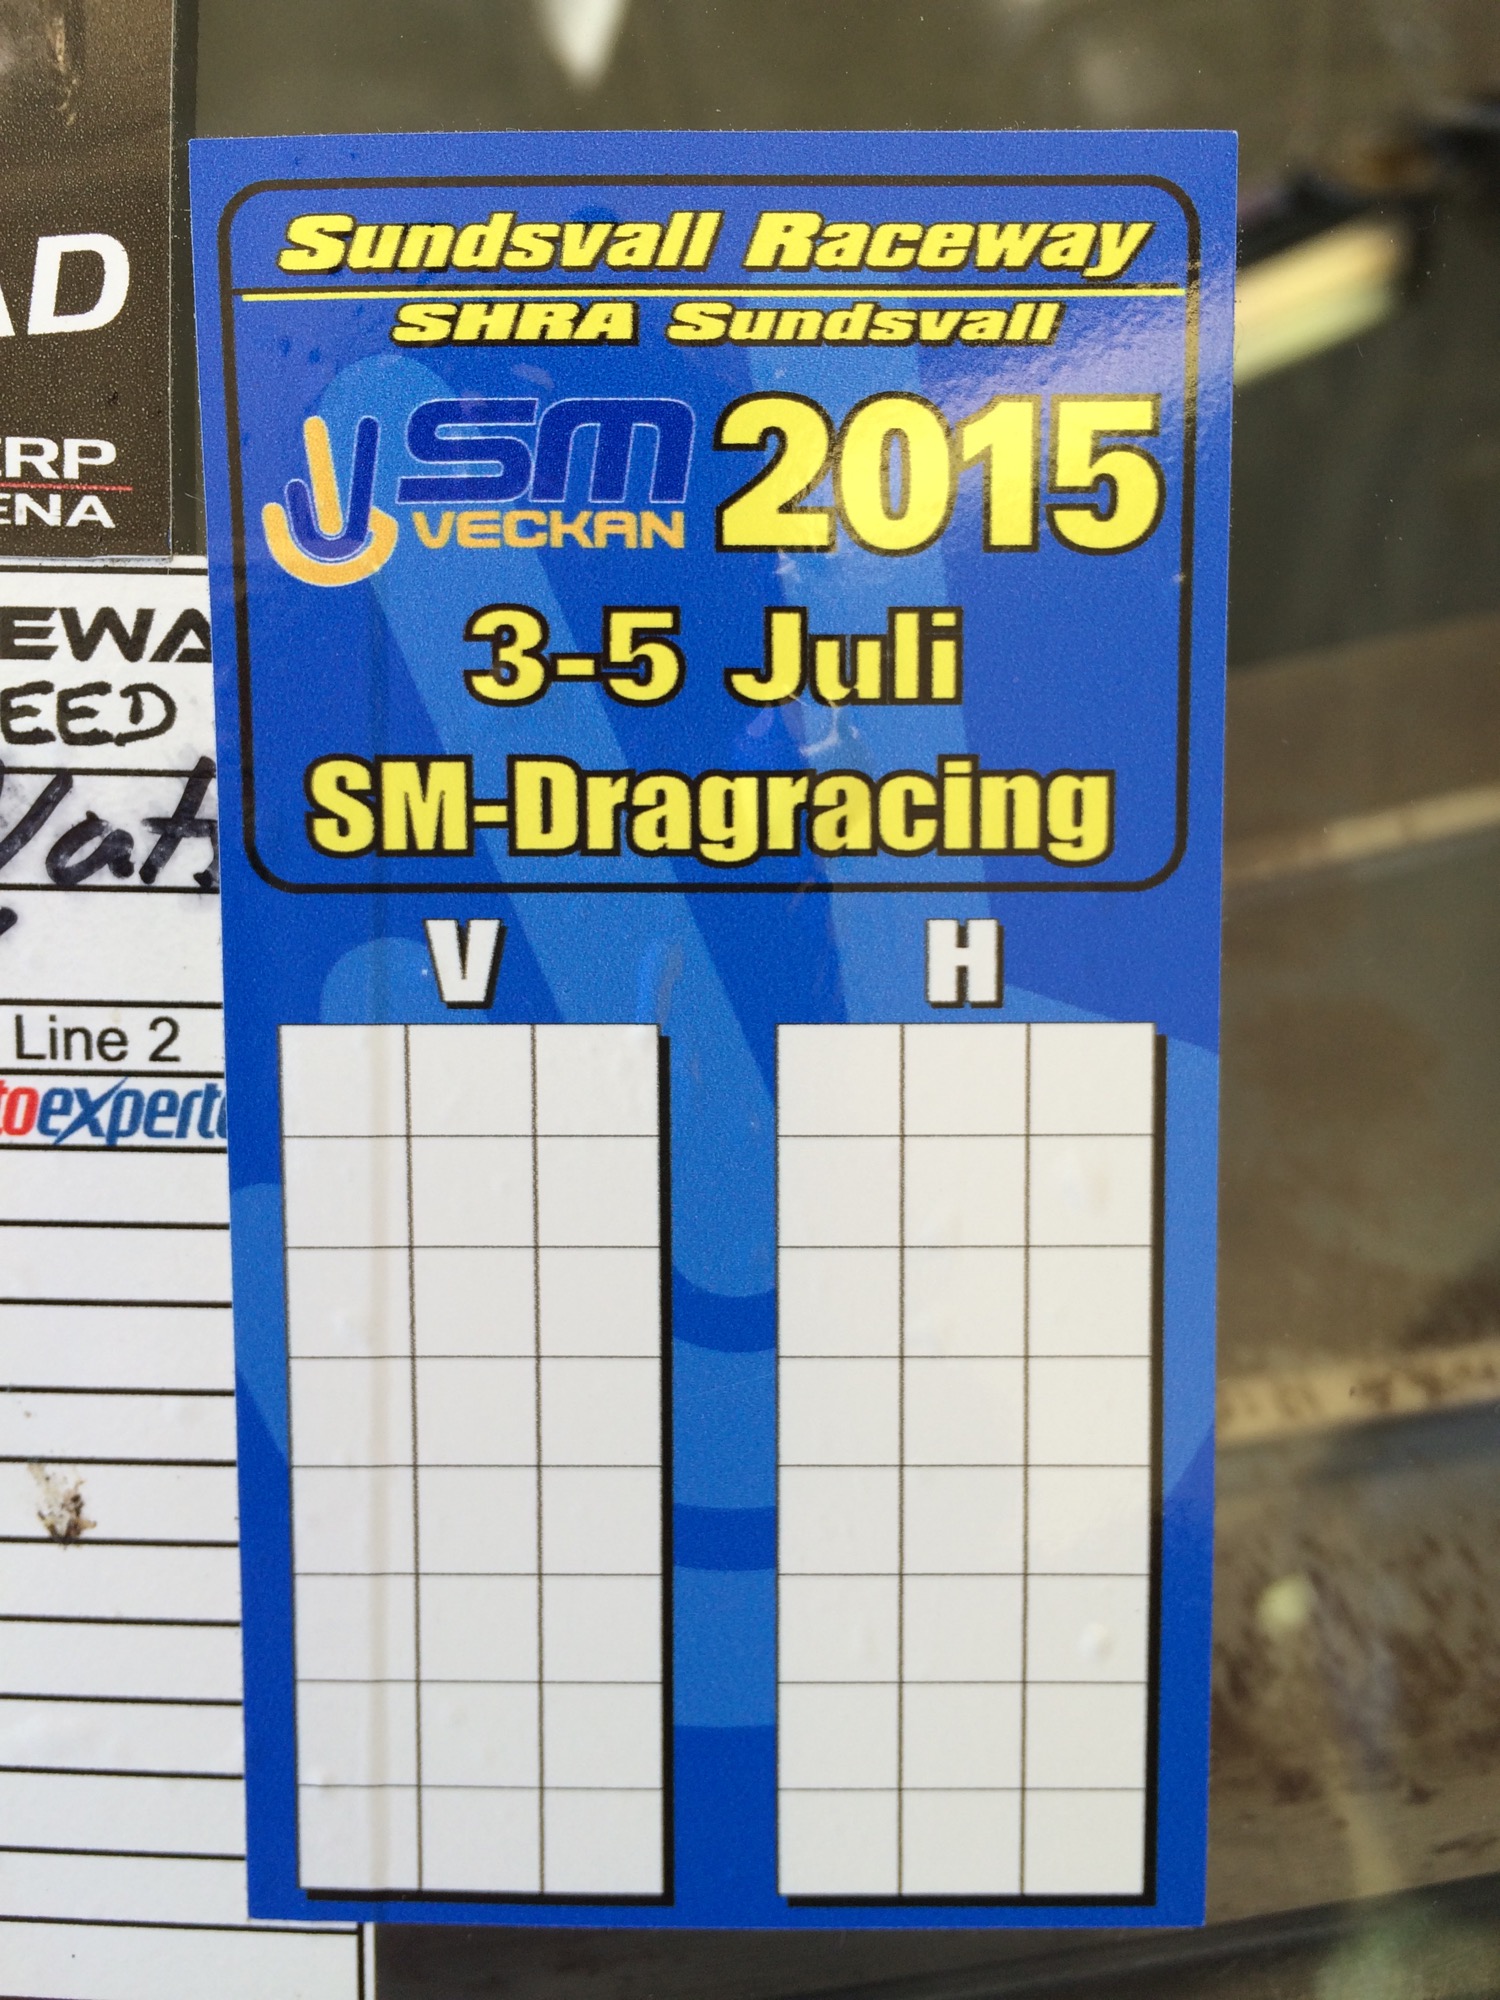 Sundsvall Raceway
SHRA Sundsvall
SM
VECKAN
2015
3-5 Juli
SM-Dragracing
V H
AD
ERP
ENA
EWA
EED
Line 2
toexperte